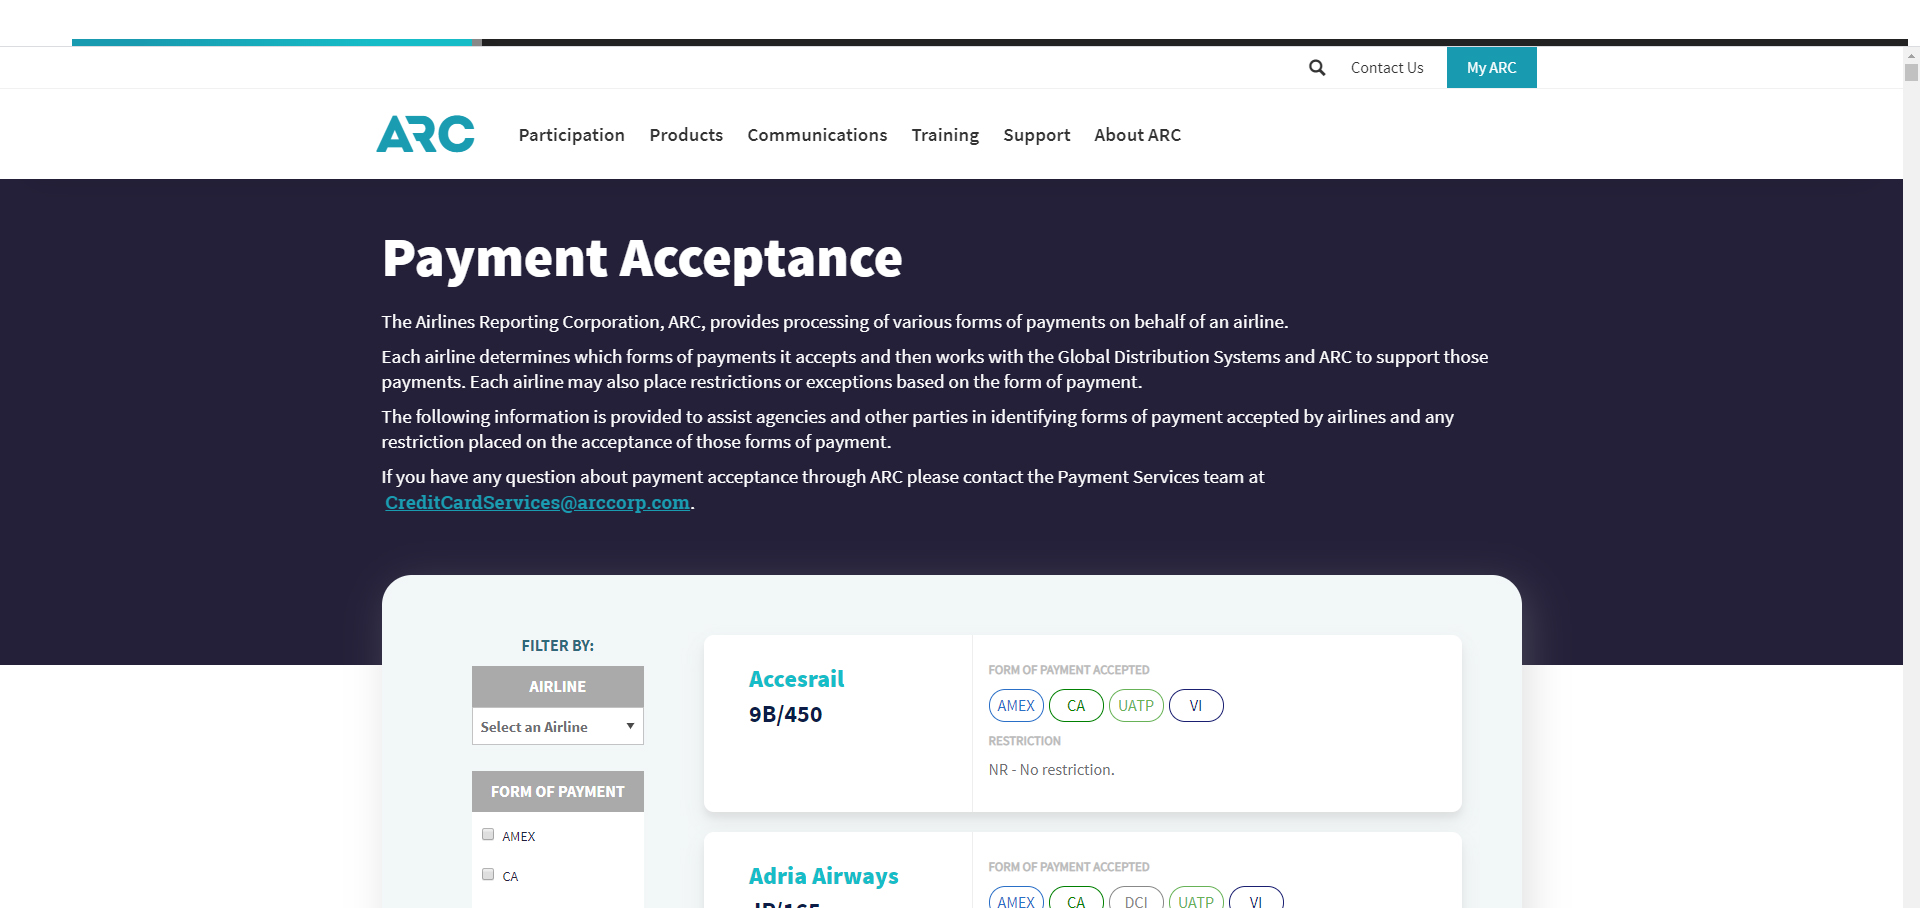 Contact Us
My ARC
ARC
Participation
Products
Communications
Training
Support
About ARC
Payment Acceptance
The Airlines Reporting Corporation, ARC, provides processing of various forms of payments on behalf of an airline.
Each airline determines which forms of payments it accepts and then works with the Global Distribution Systems and ARC to support those
payments. Each airline may also place restrictions or exceptions based on the form of payment.
The following information is provided to assist agencies and other parties in identifying forms of payment accepted by airlines and any
restriction placed on the acceptance of those forms of payment.
If you have any question about payment acceptance through ARC please contact the Payment Services team at
CreditCardServices@arccorp.com.
FILTER BY:
AIRLINE
Select an Airline
FORM OF PAYMENT
AMEX
CA
Accesrail
9B/450
FORM OF PAYMENT ACCEPTED
AMEX
CA
UATP
VI
RESTRICTION
NR - No restriction.
Adria Airways
JP/165
FORM OF PAYMENT ACCEPTED
AMEX
CA
DCI
UATP
VI